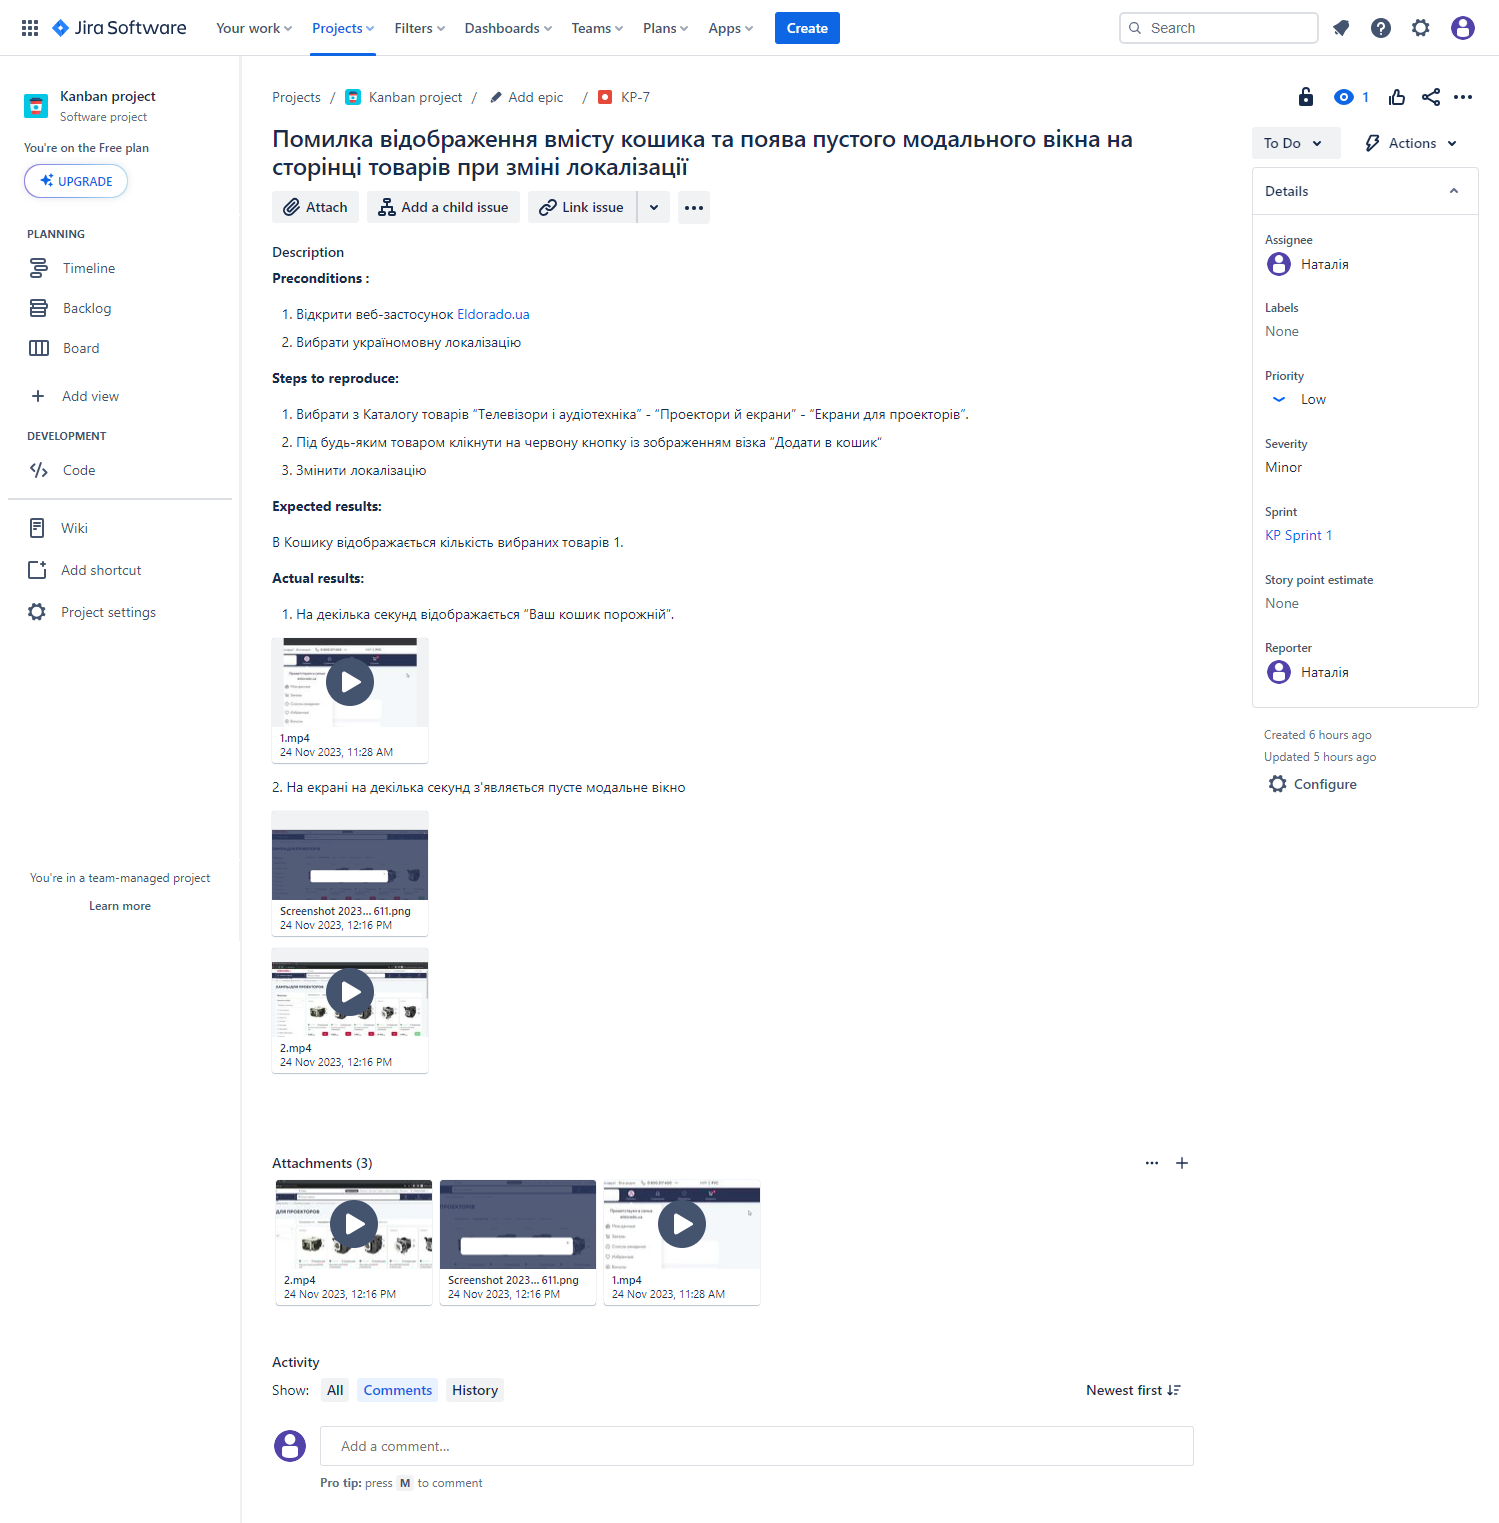 Jira Software
Your work
Projects
Filters
Dashboards
Teams
Plans
Apps
Create
Search
Kanban project
Software project
You're on the Free plan
UPGRADE
PLANNING
Timeline
Backlog
Board
Add view
DEVELOPMENT
Code
Wiki
Add shortcut
Project settings
You're in a team-managed project
Learn more
Projects / Kanban project / Add epic / KP-7
1
Помилка відображення вмісту кошика та поява пустого модального вікна на
сторінці товарів при зміні локалізації
Attach
Add a child issue
Link issue
Description
Preconditions :
1. Відкрити веб-застосунок Eldorado.ua
2. Вибрати україномовну локалізацію
Steps to reproduce:
1. Вибрати з Каталогу товарів “Телевізори і аудіотехніка” - “Проектори й екрани” - “Екрани для проекторів”.
2. Під будь-яким товаром клікнути на червону кнопку із зображенням візка “Додати в кошик“
3. Змінити локалізацію
Expected results:
В Кошику відображається кількість вибраних товарів 1.
Actual results:
1. На декілька секунд відображається “Ваш кошик порожній”.
1.mp4
24 Nov 2023, 11:28 AM
2. На екрані на декілька секунд з'являється пусте модальне вікно
Screenshot 2023... 611.png
24 Nov 2023, 12:16 PM
2.mp4
24 Nov 2023, 12:16 PM
Attachments (3)
ДЛЯ ПРОЕКТОРОВ
2.mp4
24 Nov 2023, 12:16 PM
Screenshot 2023... 611.png
24 Nov 2023, 12:16 PM
1.mp4
24 Nov 2023, 11:28 AM
Activity
Show:
All
Comments
History
Newest first
Add a comment...
Pro tip: press M to comment
To Do
Actions
Details
Assignee
Наталія
Labels
None
Priority
Low
Severity
Minor
Sprint
KP Sprint 1
Story point estimate
None
Reporter
Наталія
Created 6 hours ago
Updated 5 hours ago
Configure